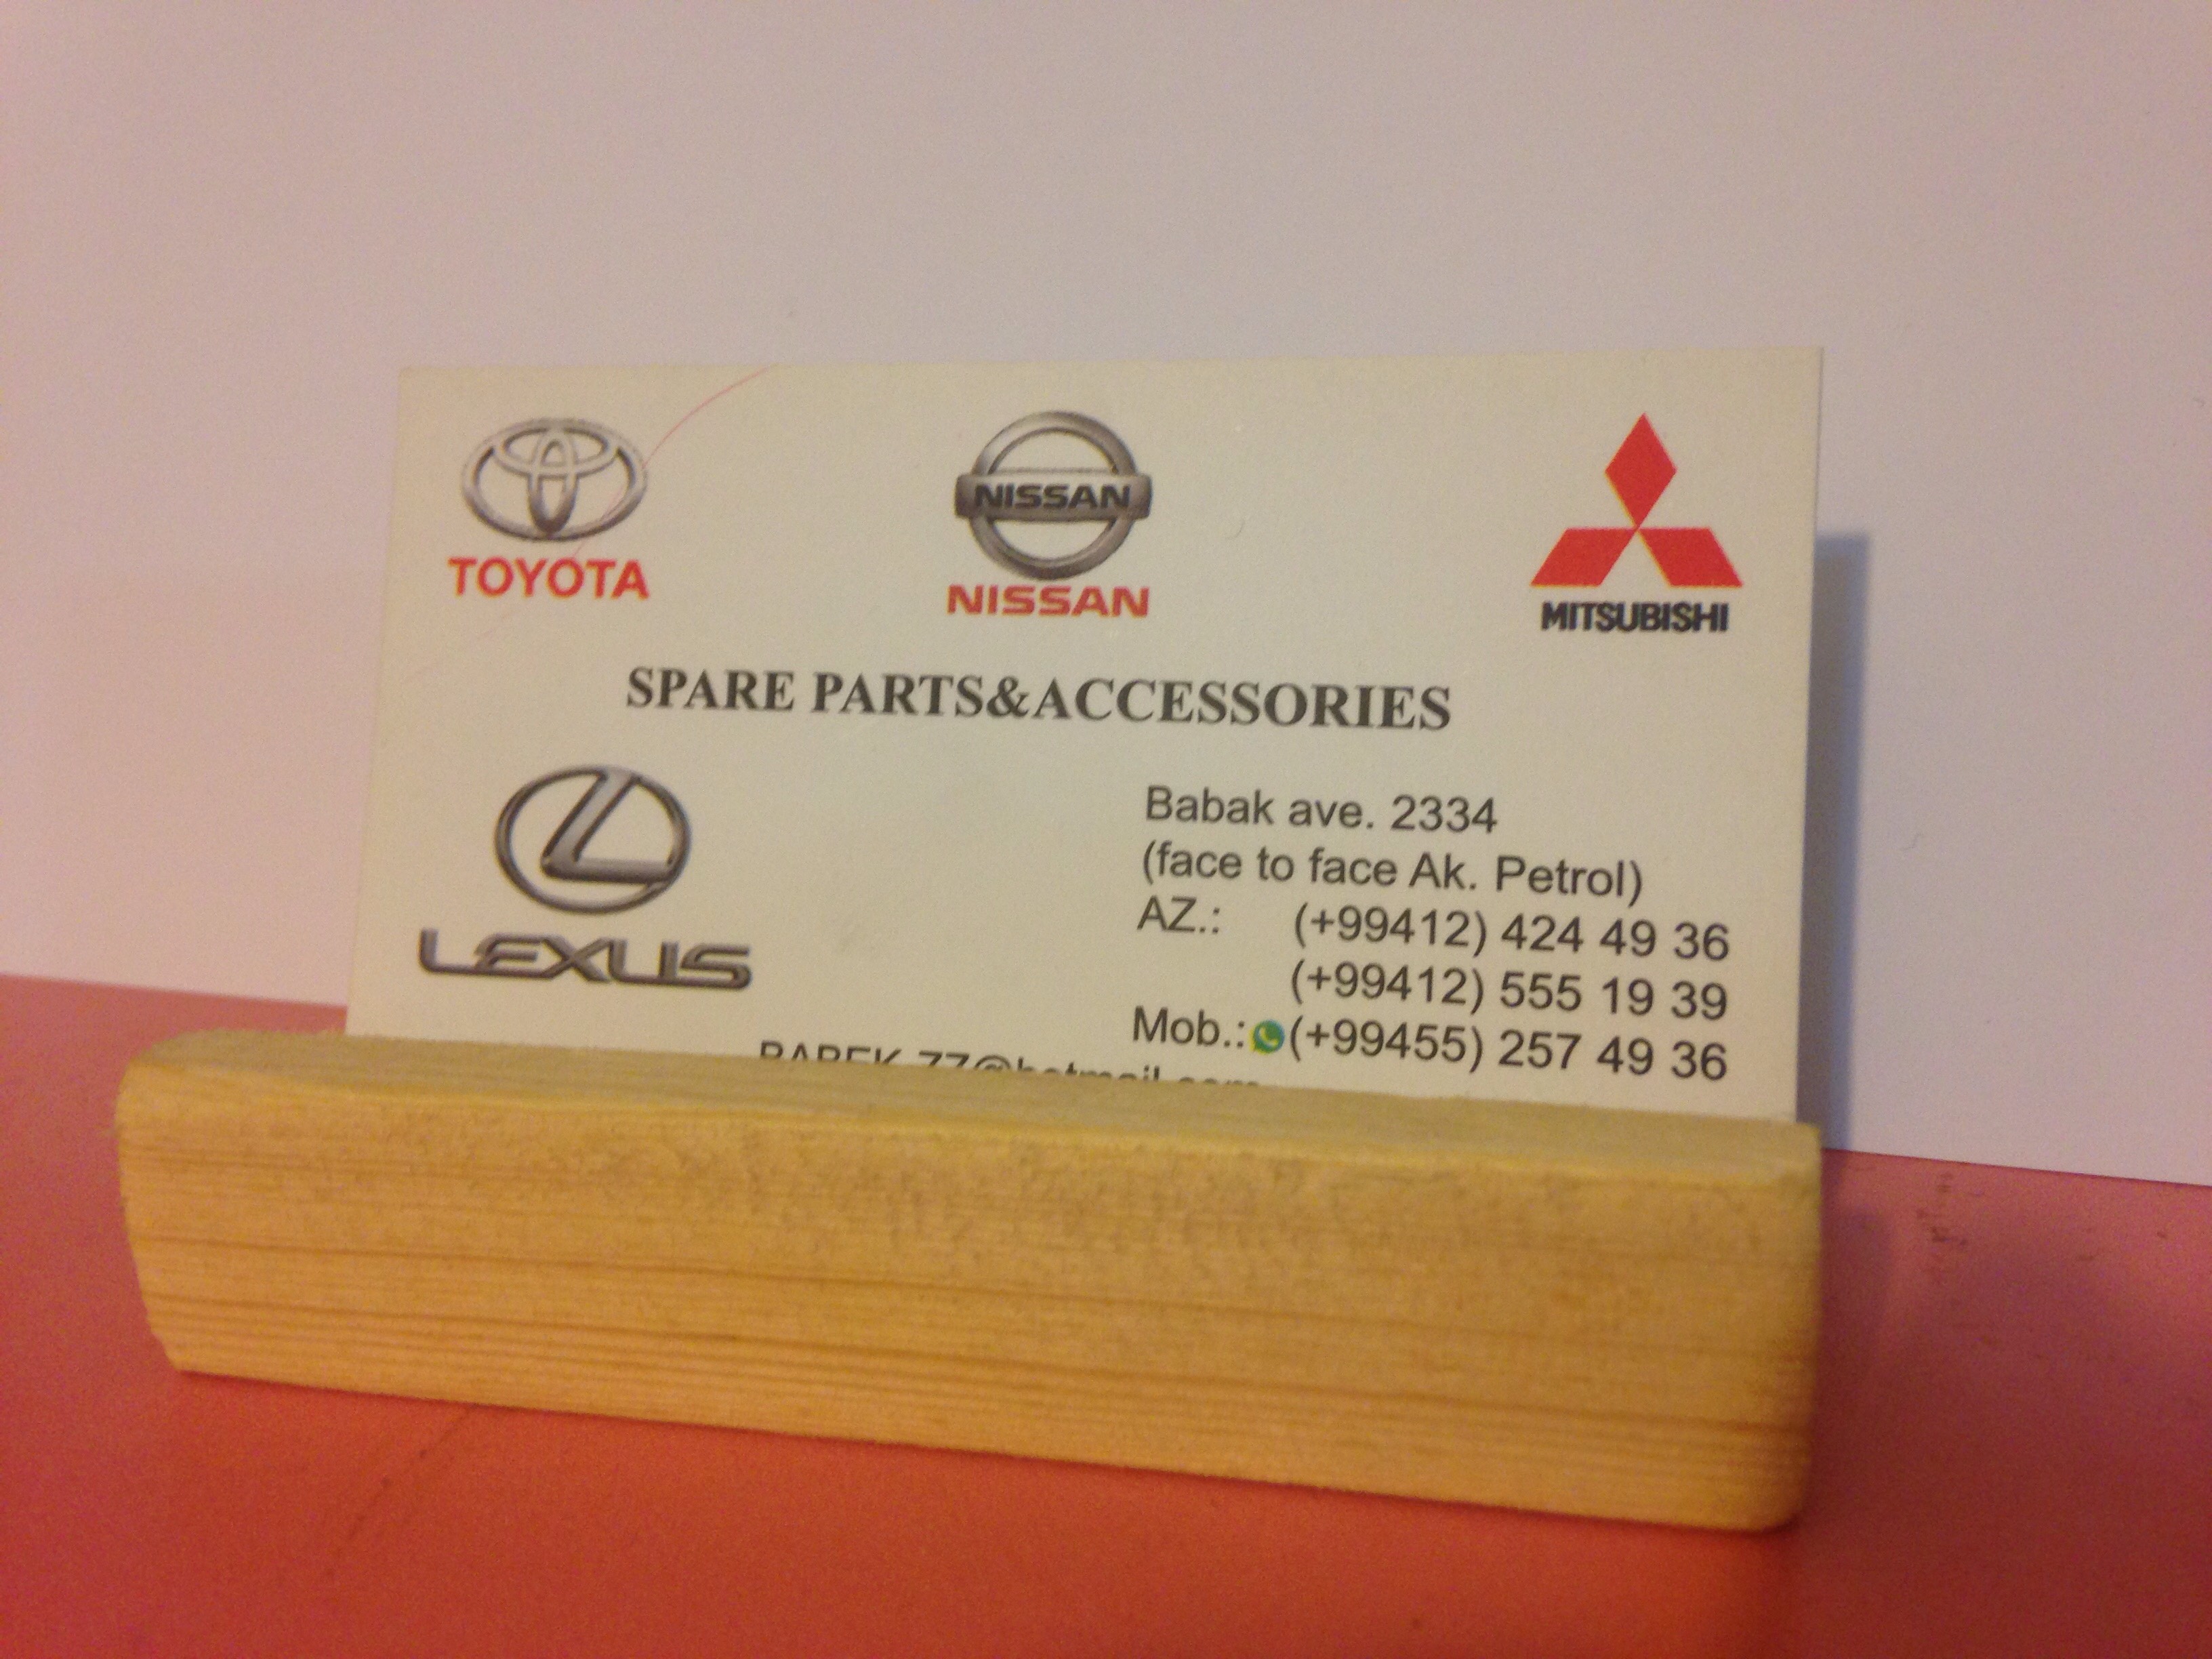 TOYOTA
NISSAN
NISSAN
MITSUBISHI
SPARE PARTS&ACCESSORIES
LEXUS
Babak ave. 2334
(face to face Ak. Petrol)
AZ.: (+99412) 424 49 36
(+99412) 555 19 39
Mob.: (+99455) 257 49 36